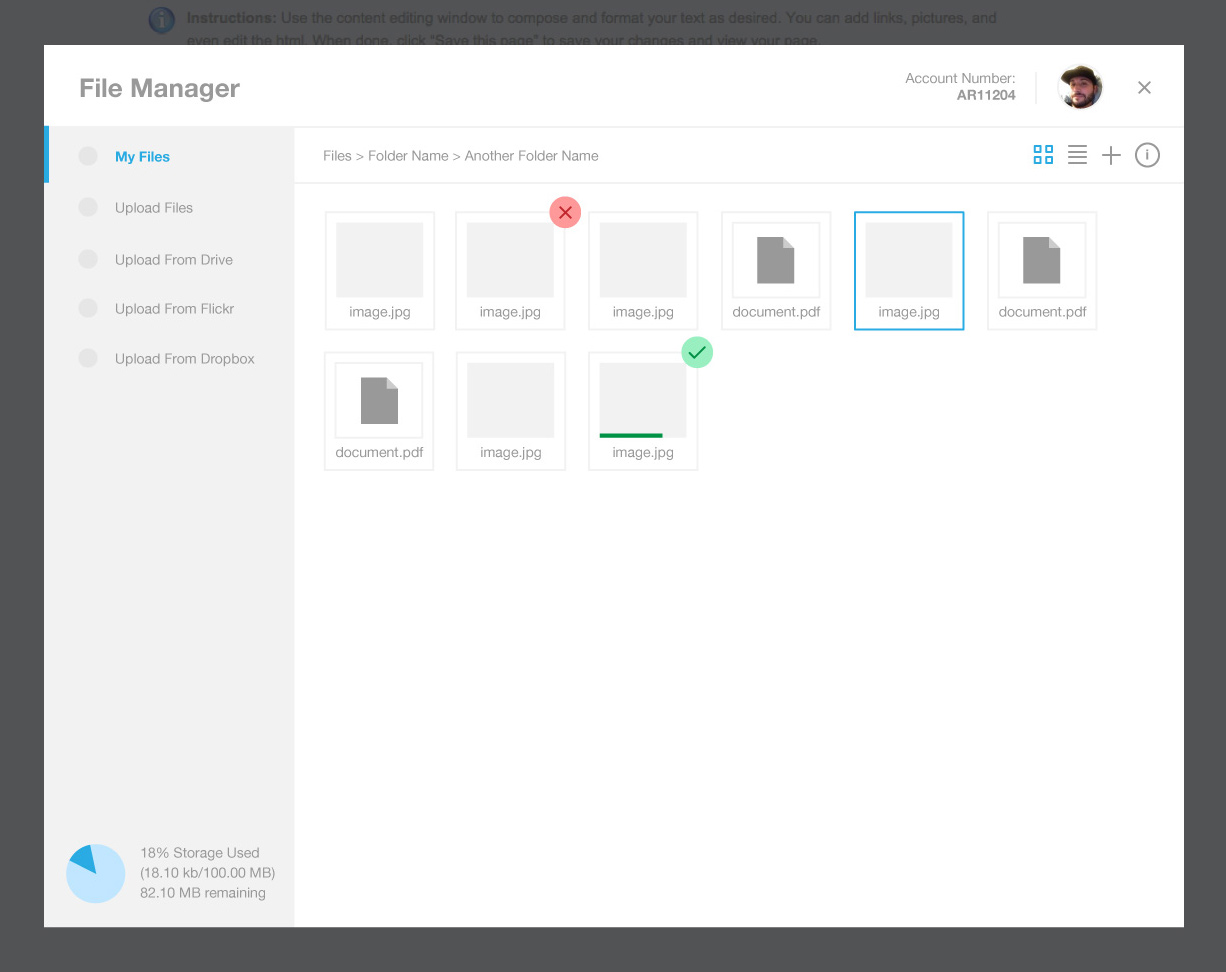 Instructions: Use the content editing window to compose and format your text as desired. You can add links, pictures, and
even edit the html. When done, click “Save this page” to save your changes and view your page.
File Manager
Account Number:
AR11204
My Files
Upload Files
Upload From Drive
Upload From Flickr
Upload From Dropbox
Files > Folder Name > Another Folder Name
image.jpg
image.jpg
image.jpg
document.pdf
image.jpg
document.pdf
document.pdf
image.jpg
image.jpg
18% Storage Used
(18.10 kb/100.00 MB)
82.10 MB remaining